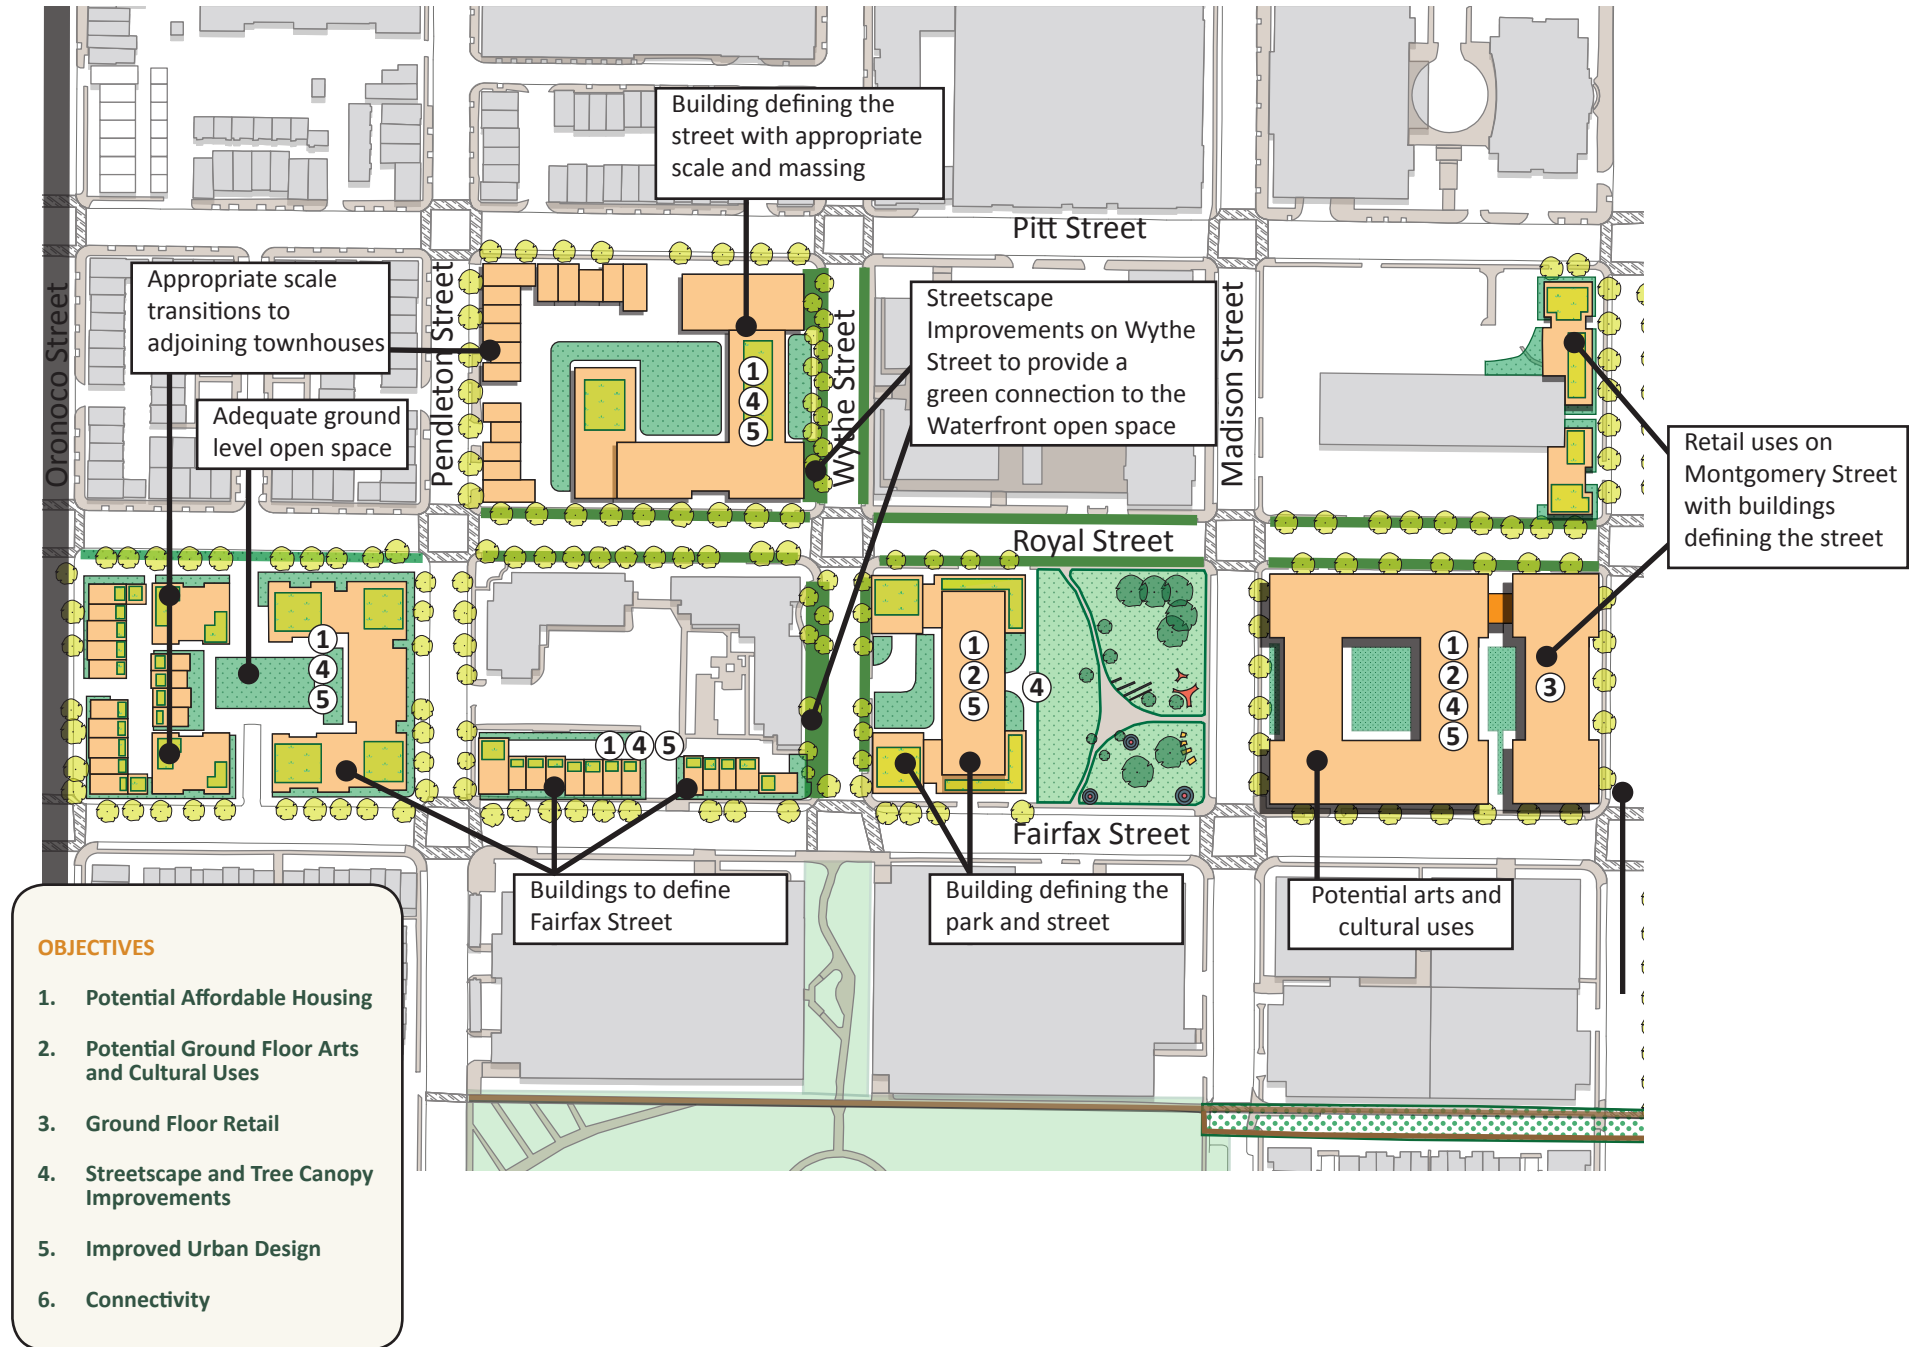 Building defining the
street with appropriate
scale and massing
Pitt Street
Appropriate scale
transitions to
adjoining townhouses
Adequate ground
level open space
Oronoco Street
Pendleton Street
Wythe Street
Madison Street
Streetscape
Improvements on Wythe
Street to provide a
green connection to the
Waterfront open space
Retail uses on
Montgomery Street
with buildings
defining the street
1
4
5
Royal Street
1
4
5
1 4 5
1
2
5
4
1
2
4
5
3
Fairfax Street
Buildings to define
Fairfax Street
Building defining the
park and street
Potential arts and
cultural uses
OBJECTIVES
1. Potential Affordable Housing
2. Potential Ground Floor Arts
and Cultural Uses
3. Ground Floor Retail
4. Streetscape and Tree Canopy
Improvements
5. Improved Urban Design
6. Connectivity